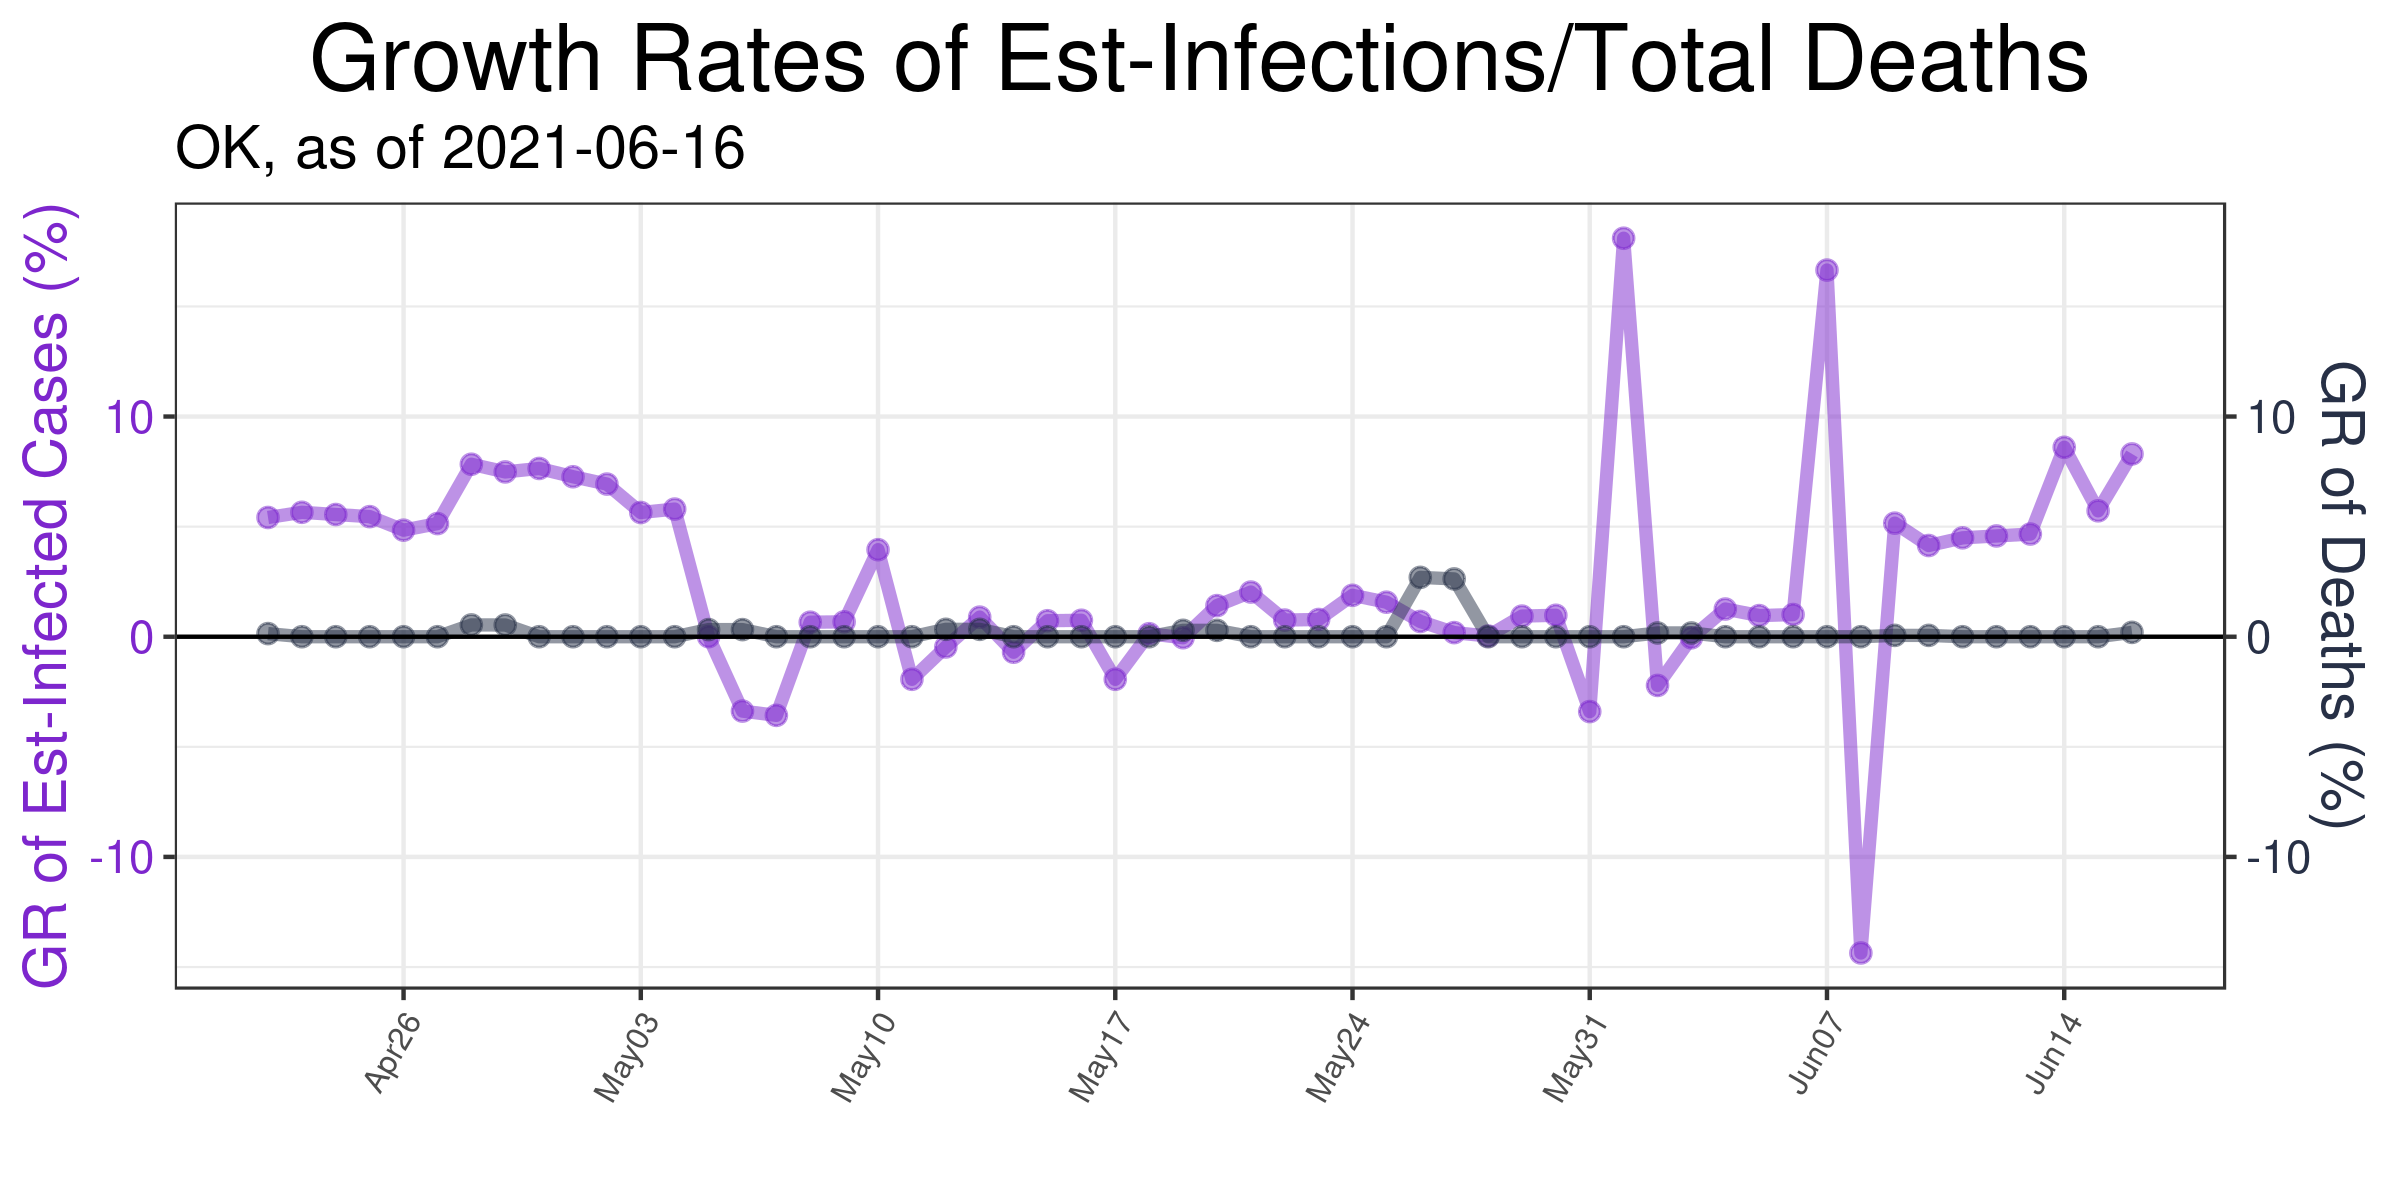 Growth Rates of Est-Infections/Total Deaths
OK, as of 2021-06-16
GR of Est-Infected Cases (%)
10
0
-10
10
0
-10
GR of Deaths (%)
Apr26
May03
May10
May17
May24
May31
Jun07
Jun14